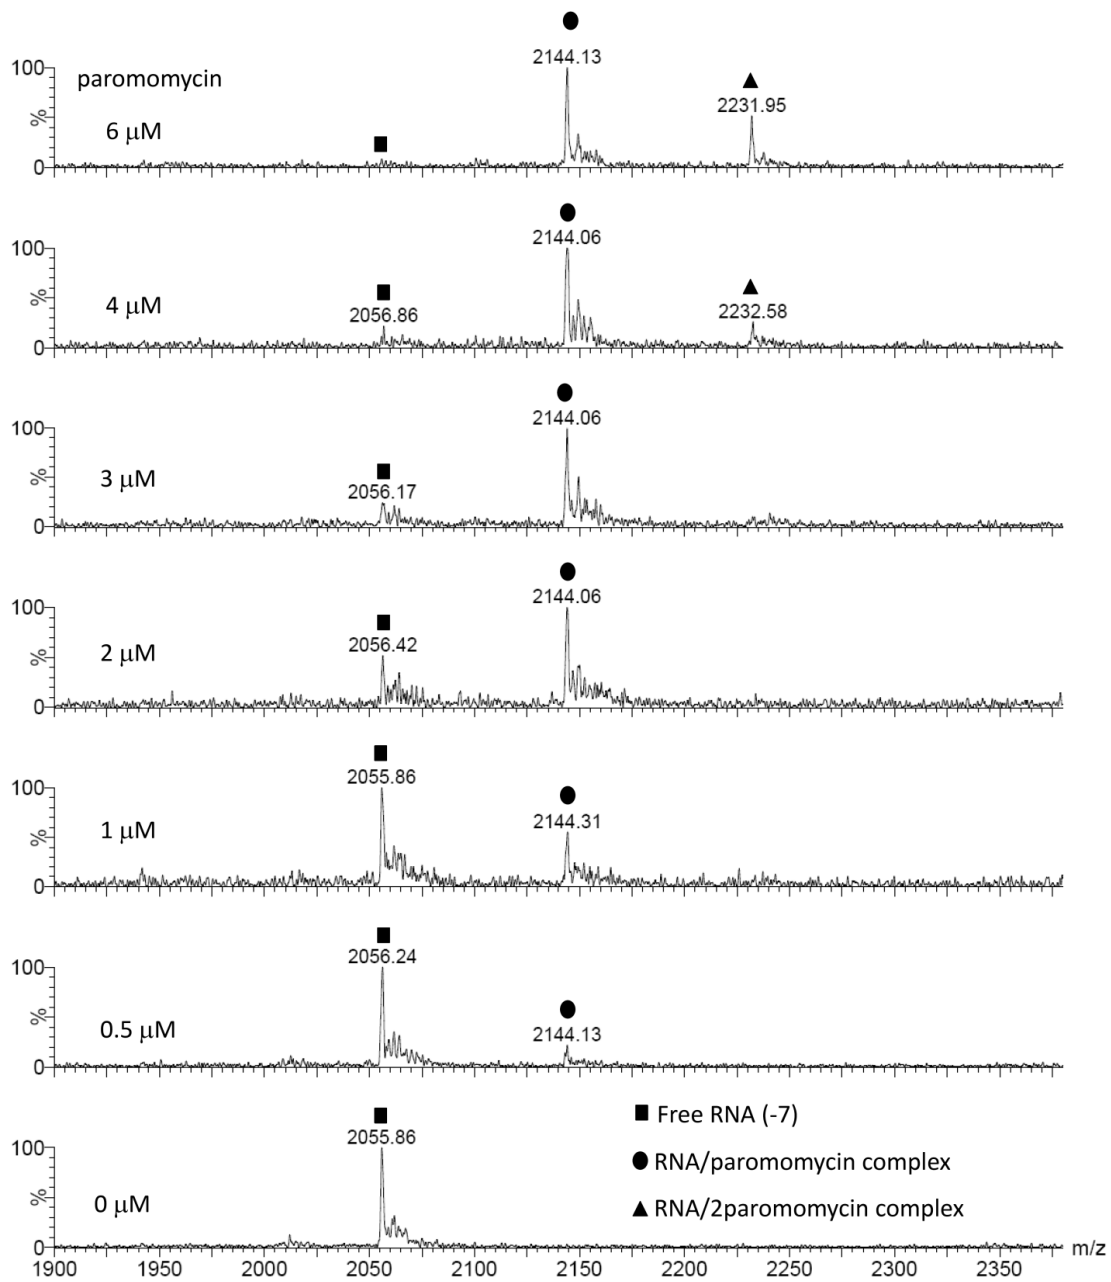 2144.13
100
paromomycin
2231.95
%
6 μM
0
2144.06
100
%
4 μM
2056.86
2232.58
0
2144.06
100
%
3 μM
2056.17
0
2144.06
100
%
2 μM
2056.42
0
2055.86
100
%
1 μM
2144.31
0
2056.24
100
%
0.5 μM
2144.13
0
2055.86
100
%
0 μM
0
Free RNA (-7)
RNA/paromomycin complex
RNA/2paromomycin complex
m/z
1900 1950 2000 2050 2100 2150 2200 2250 2300 2350